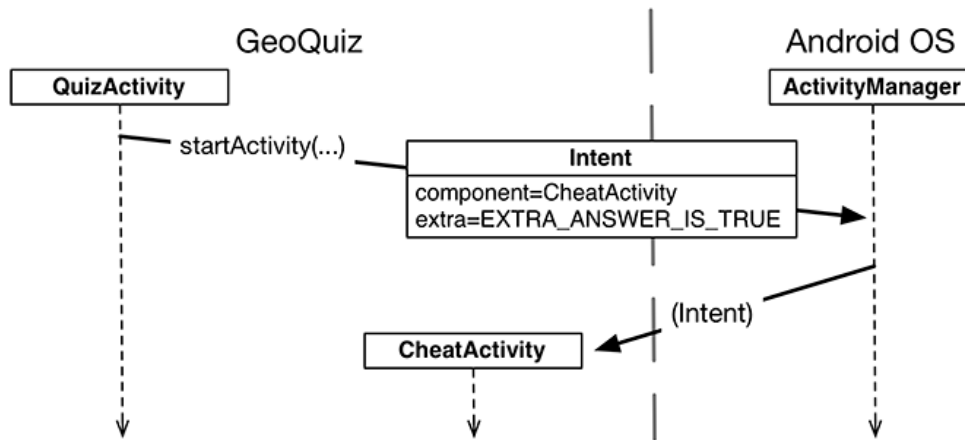 GeoQuiz
Android OS
QuizActivity
ActivityManager
startActivity(...)
Intent
component=CheatActivity
extra=EXTRA_ANSWER_IS_TRUE
(Intent)
CheatActivity